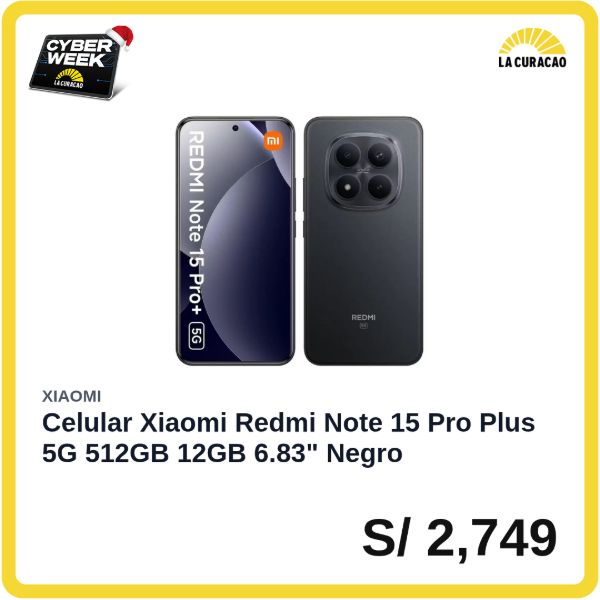 CYBER
WEEK
LA CURACAO
LA CURACAO
REDMI Note 15 Pro+ 5G
REDMI
XIAOMI
Celular Xiaomi Redmi Note 15 Pro Plus
5G 512GB 12GB 6.83" Negro
S/ 2,749